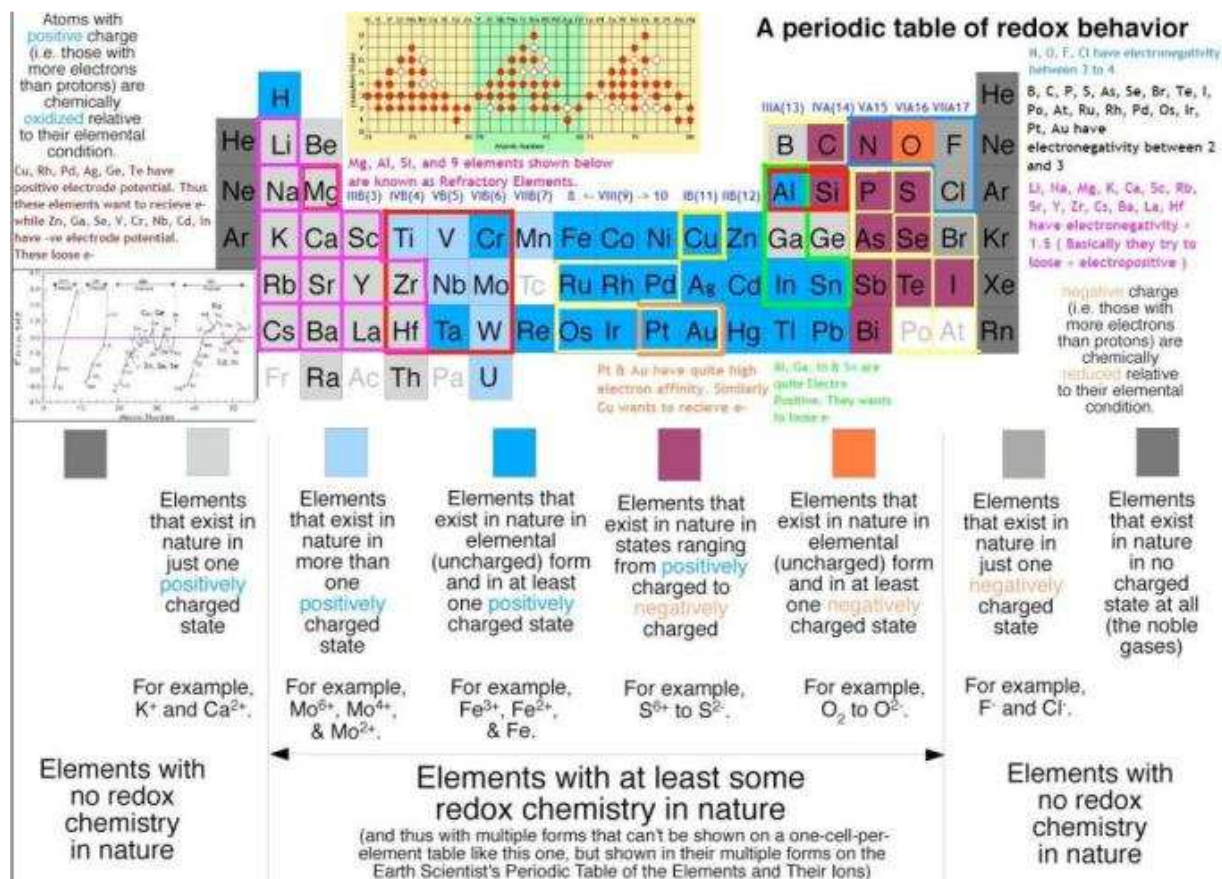 Atoms with
positive charge
(i.e. those with
more electrons
than protons) are
chemically
oxidized relative
to their elemental
condition.
Cu, Rh, Pd, Ag, Ge, Te have
positive electrode potential. Thus
these elements want to recieve e-
while Zn, Ga, Se, V, Cr, Nb, Cd, In
have -ve electrode potential.
These loose e-
Atomic Number
A periodic table of redox behavior
N, O, F, Cl have electronegativity
between 3 to 4
B, C, P, S, As, Se, Br, Te, I,
Po, At, Ru, Rh, Pd, Os, Ir,
Pt, Au have
electronegativity between 2
and 3
Li, Na, Mg, K, Ca, Sc, Rb,
Sr, Y, Zr, Cs, Ba, La, Hf
have electronegativity <
1.5 ( Basically they try to
loose = electropositive )
negative charge
(i.e. those with
more electrons
than protons) are
chemically
reduced relative
to their elemental
condition.
Mg, Al, Si, and 9 elements shown below
are known as Refractory Elements.
IIIA(13) IVA(14) VA15 VIA16 VIIA17
H He
He Li Be B C N O F Ne
Ne Na Mg Al Si P S Cl Ar
IIIB(3) IVB(4) VB(5) VIB(6) VIIB(7) 8 <- VIII(9) -> 10 IB(11) IIB(12)
Ar K Ca Sc Ti V Cr Mn Fe Co Ni Cu Zn Ga Ge As Se Br Kr
Rb Sr Y Zr Nb Mo Tc Ru Rh Pd Ag Cd In Sn Sb Te I Xe
Cs Ba La Hf Ta W Re Os Ir Pt Au Hg Tl Pb Bi Po At Rn
Fr Ra Ac Th Pa U
Pt & Au have quite high
electron affinity. Similarly
Cu wants to recieve e-
Al, Ga, In & Sn are
quite Electro
Positive. They wants
to loose e-
Elements
that exist in
nature in
just one
positively
charged
state
For example,
K⁺ and Ca²⁺.
Elements
that exist in
nature in
more than
one
positively
charged
state
For example,
Mo⁶⁺, Mo⁴⁺,
& Mo²⁺.
Elements that
exist in nature in
elemental
(uncharged) form
and in at least
one positively
charged state
For example,
Fe³⁺, Fe²⁺,
& Fe.
Elements that
exist in nature in
states ranging
from positively
charged to
negatively
charged
For example,
S⁶⁺ to S²⁻.
Elements that
exist in nature in
elemental
(uncharged) form
and in at least
one negatively
charged state
For example,
O₂ to O²⁻.
Elements
that exist in
nature in
just one
negatively
charged
state
For example,
F⁻ and Cl⁻.
Elements
that exist
in nature
in no
charged
state at all
(the noble
gases)
Elements with
no redox
chemistry
in nature
Elements with at least some
redox chemistry in nature
(and thus with multiple forms that can't be shown on a one-cell-per-
element table like this one, but shown in their multiple forms on the
Earth Scientist's Periodic Table of the Elements and Their Ions)
Elements with
no redox
chemistry
in nature